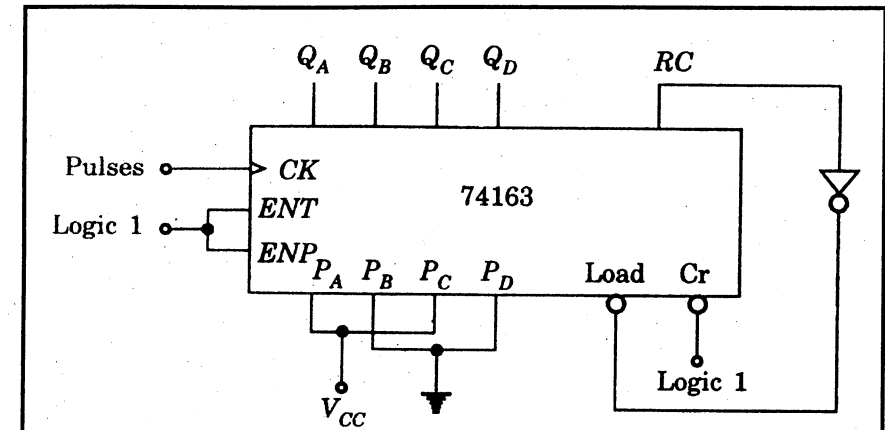 Q_A Q_B Q_C Q_D RC
Pulses CK
74163
ENT
Logic 1
ENP
P_A P_B P_C P_D Load Cr
Logic 1
V_CC